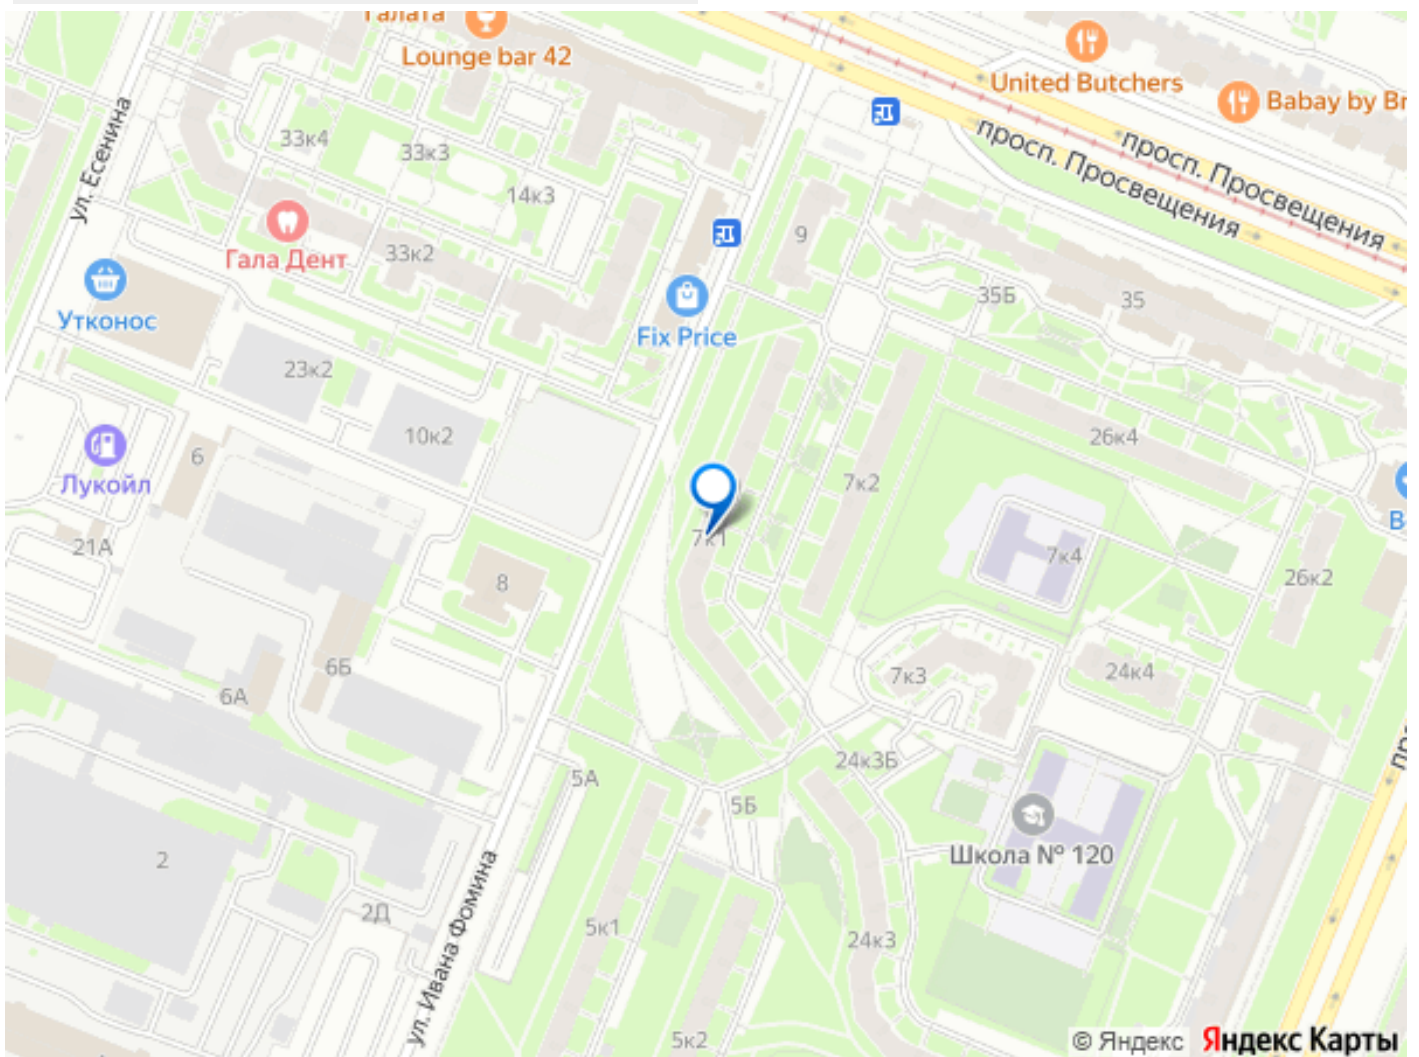 Галата
Lounge bar 42
United Butchers
Babay by Br
просп. Просвещения
просп. Просвещения
ул. Есенина
33к4
33к3
14к3
9
Гала Дент
33к2
35Б
35
Утконос
Fix Price
23к2
10к2
26к4
6
Лукойл
7к2
21А
7к1
7к4
В
8
26к2
6Б
7к3
24к4
6А
24к3Б
5А
5Б
2
Школа № 120
2Д
ул. Ивана Фомина
5к1
24к3
5к2
© Яндекс
Яндекс Карты